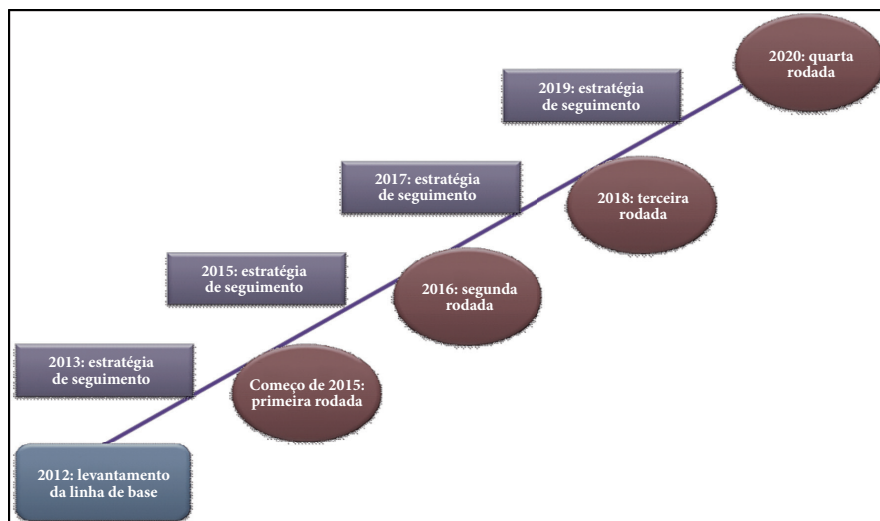 2020: quarta
rodada
2019: estratégia
de seguimento
2018: terceira
rodada
2017: estratégia
de seguimento
2016: segunda
rodada
2015: estratégia
de seguimento
Começo de 2015:
primeira rodada
2013: estratégia
de seguimento
2012: levantamento
da linha de base